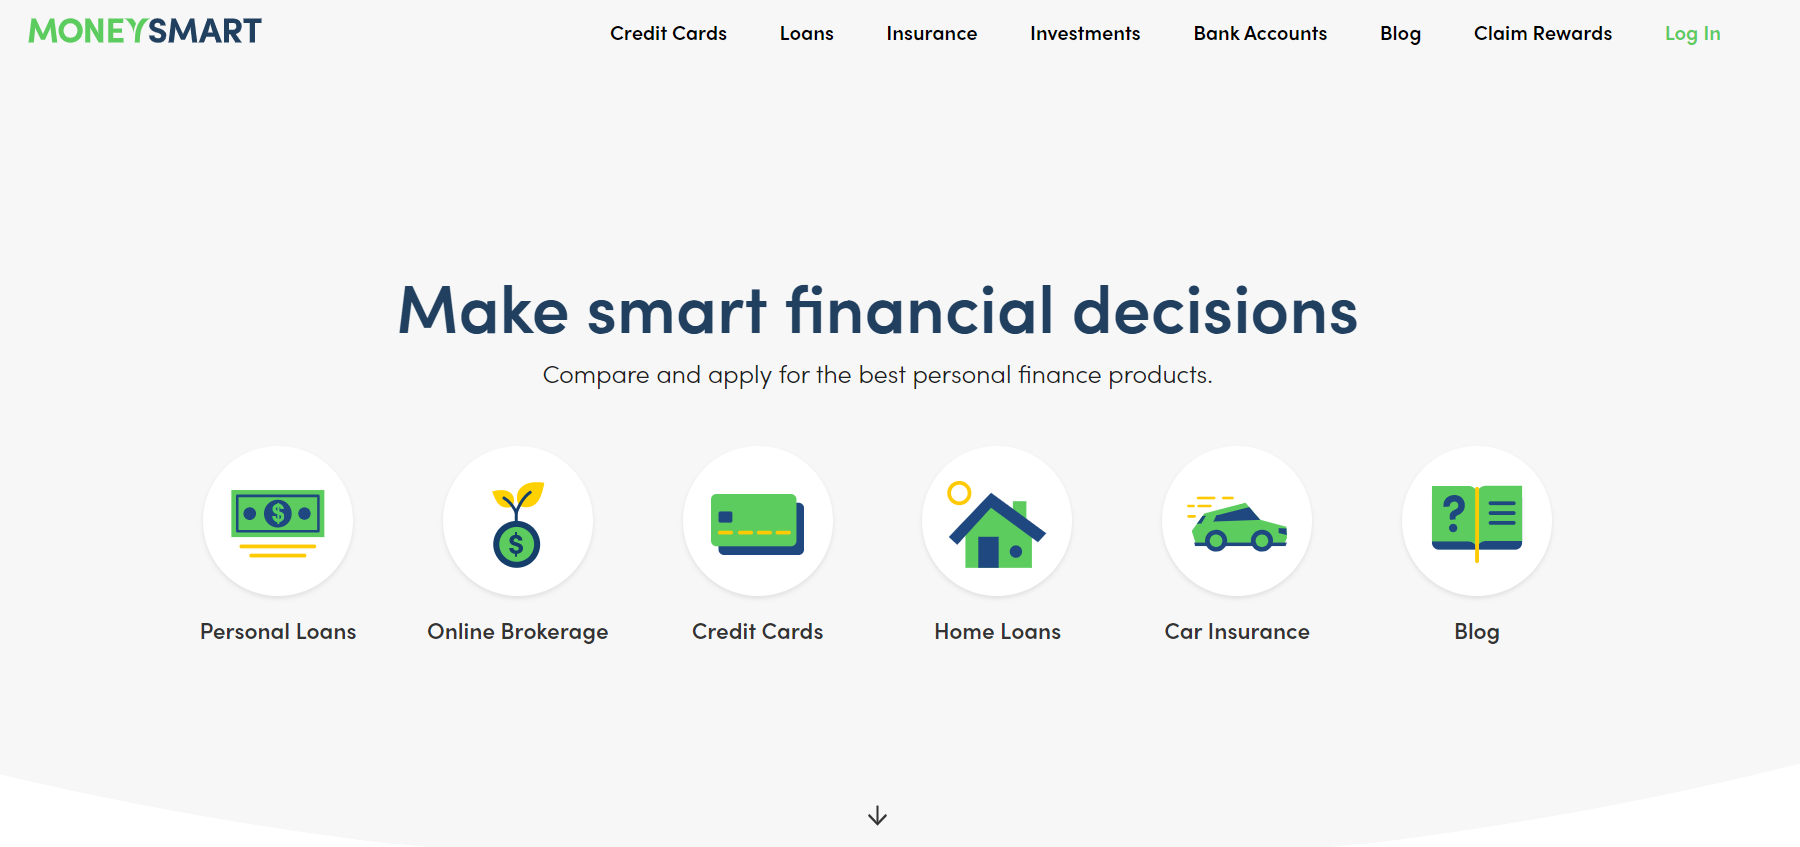 MONEYSMART
Credit Cards Loans Insurance Investments Bank Accounts Blog Claim Rewards Log In
Make smart financial decisions
Compare and apply for the best personal finance products.
$ $ ?
Personal Loans Online Brokerage Credit Cards Home Loans Car Insurance Blog